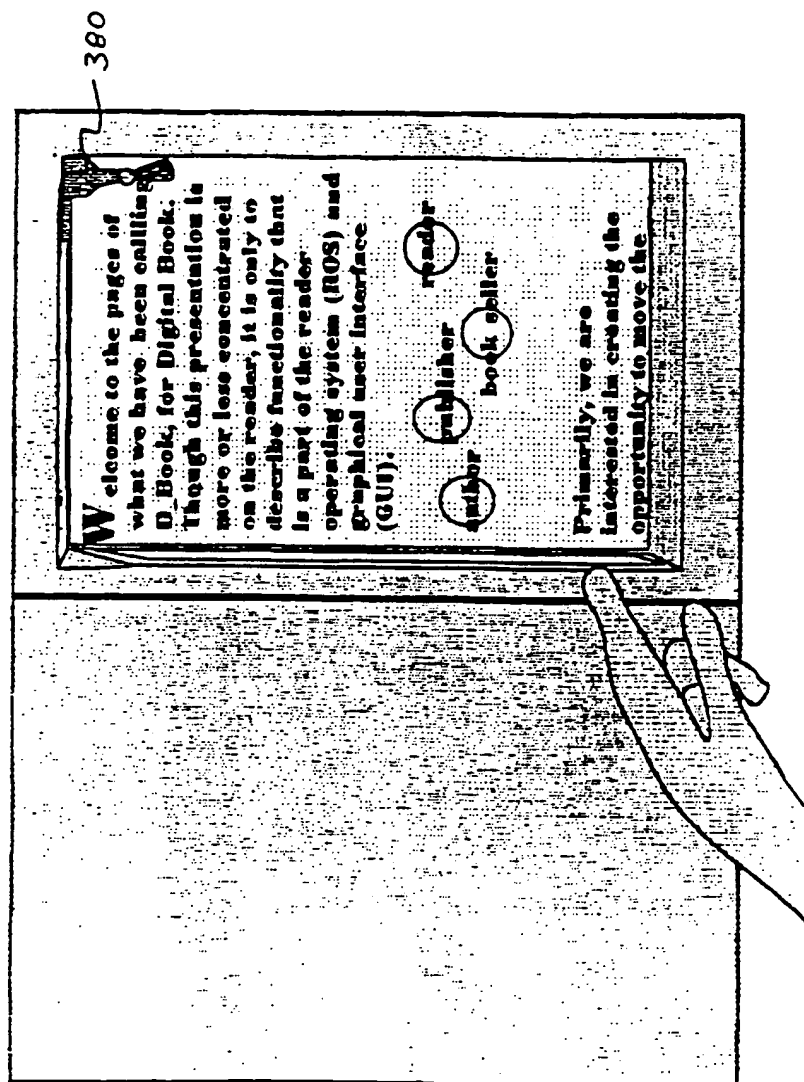 380
Welcome to the pages of
what we have been callling
D_Book, for Digital Book.
Though this presentation is
more or less concentrated
on the reader, it is only to
describe functionality that
is a part of the reader
operating system (ROS) and
graphical user interface
(GUI).
author publisher book seller reader
Primarily, we are
interested in creating the
opportunity to move the